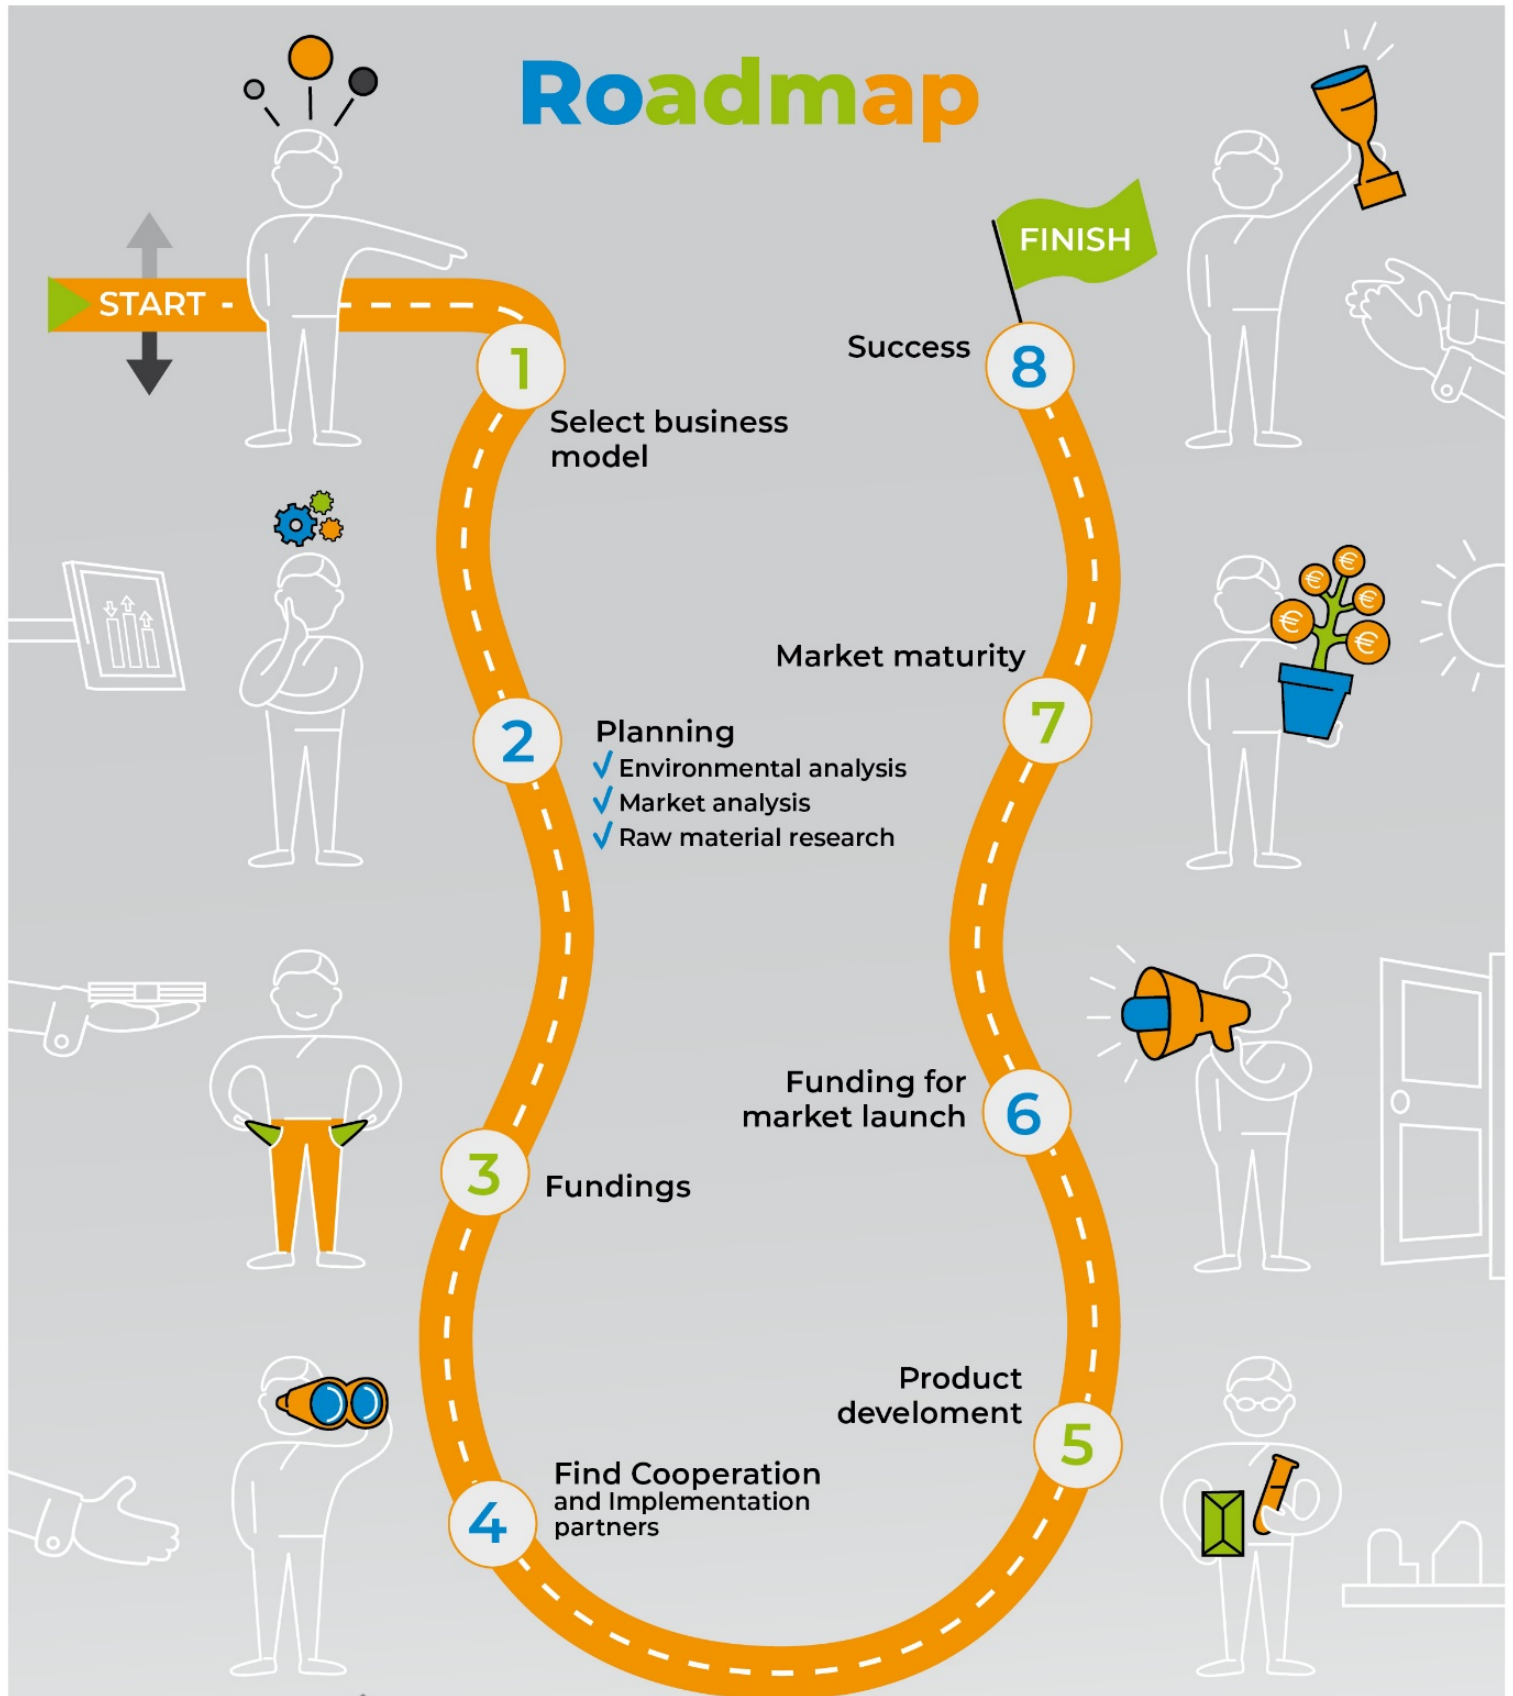 Roadmap
START
FINISH
1
Select business
model
2
Planning
Environmental analysis
Market analysis
Raw material research
3
Fundings
4
Find Cooperation
and Implementation
partners
5
Product
develoment
6
Funding for
market launch
7
Market maturity
€
€
€
€
€
8
Success